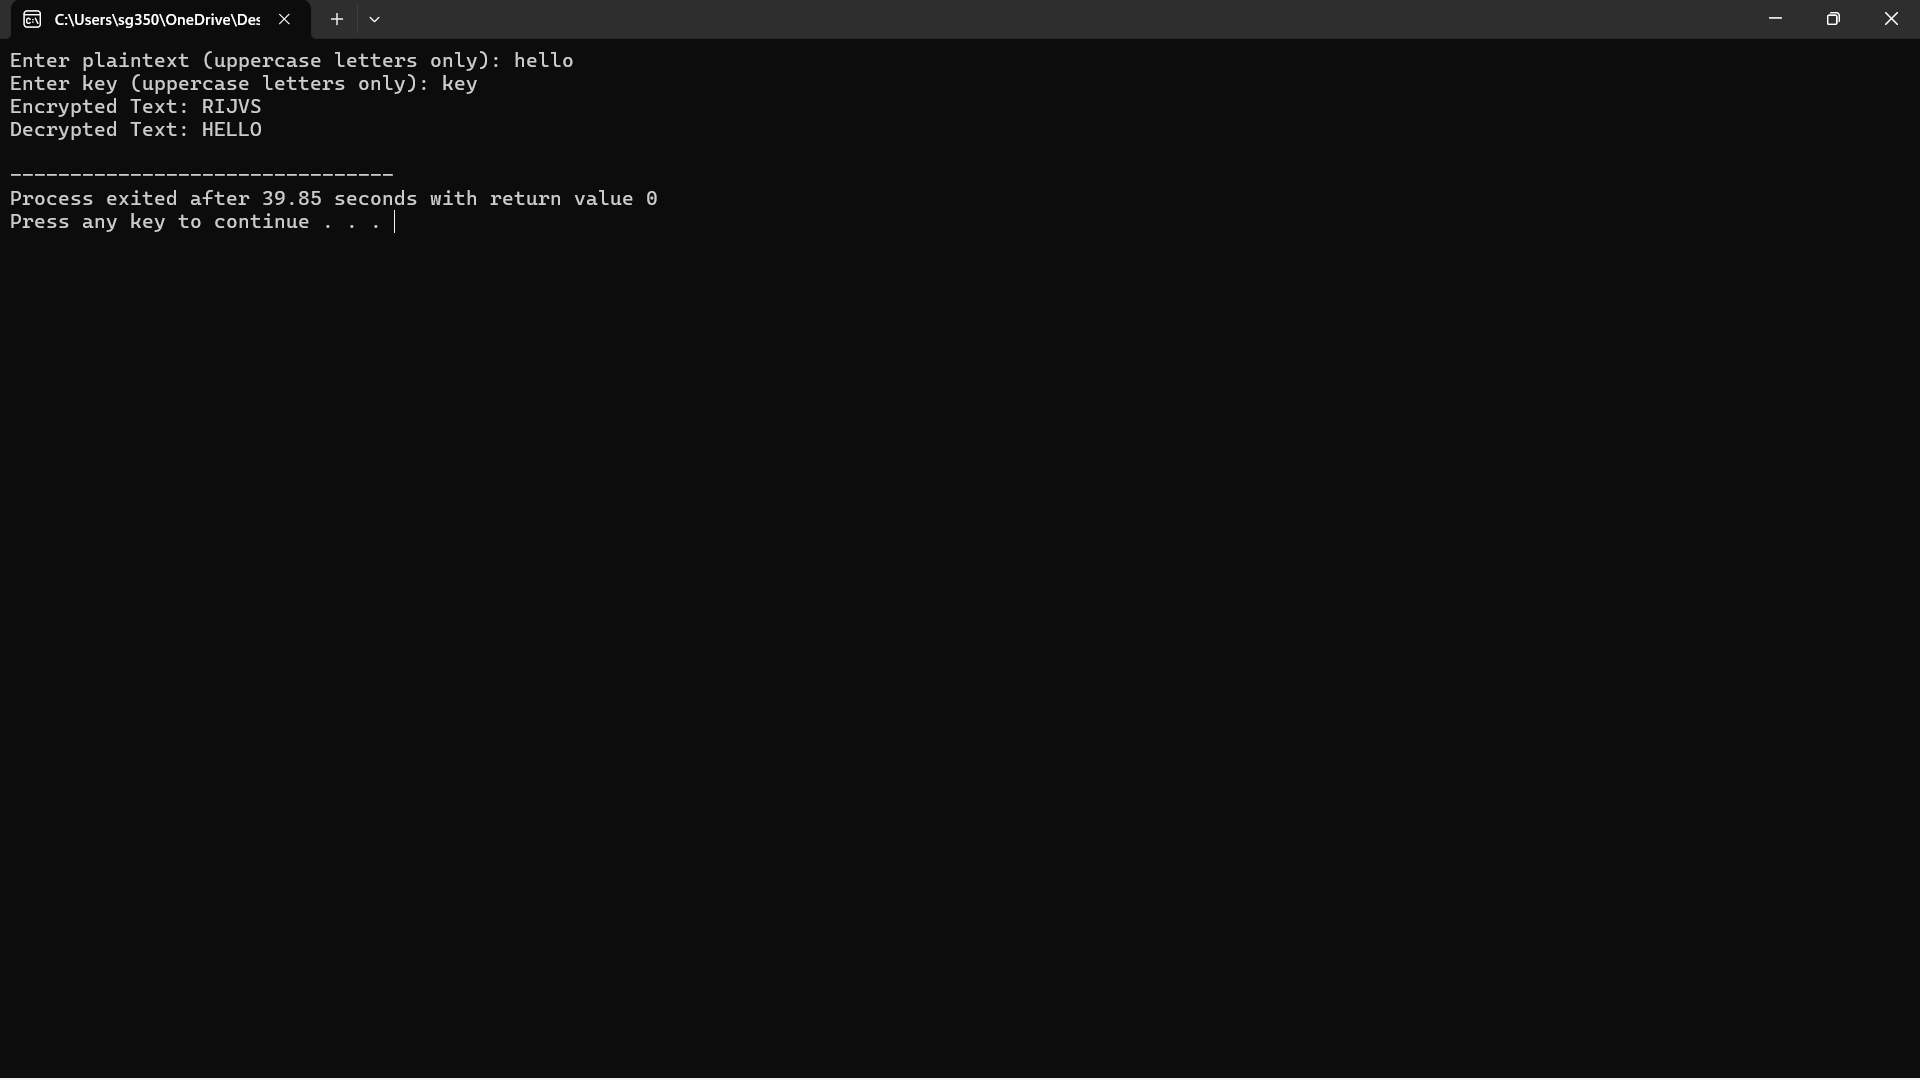 C:\Users\sg350\OneDrive\Des
Enter plaintext (uppercase letters only): hello
Enter key (uppercase letters only): key
Encrypted Text: RIJVS
Decrypted Text: HELLO
--------------------------------
Process exited after 39.85 seconds with return value 0
Press any key to continue . . .